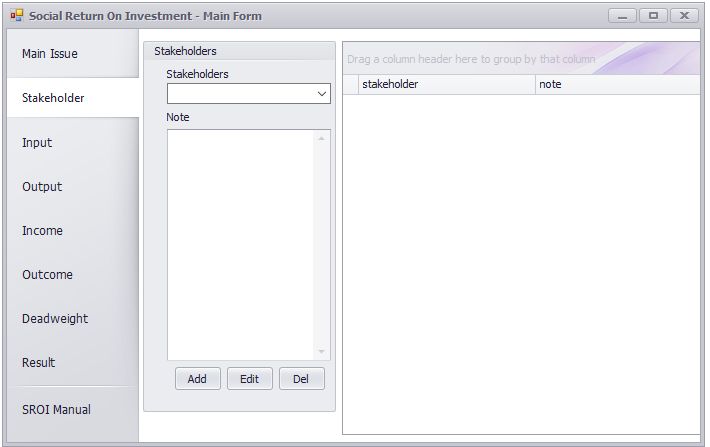 Social Return On Investment - Main Form
Main Issue
Stakeholder
Input
Output
Income
Outcome
Deadweight
Result
SROI Manual
Stakeholders
Stakeholders
Note
Add Edit Del
Drag a column header here to group by that column
stakeholder note